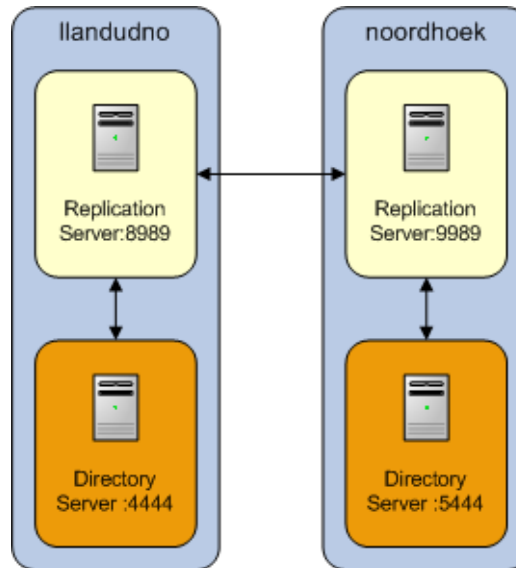 llandudno
Replication
Server:8989
Directory
Server :4444
noordhoek
Replication
Server:9989
Directory
Server :5444